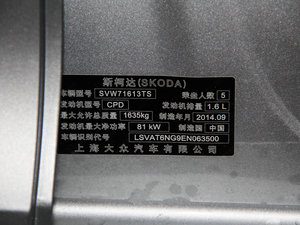 斯柯达(SKODA)
车辆型号 SVW71613TS 乘坐人数 5
发动机型号 CPD 发动机排量 1.6 L
最大允许总质量 1635kg 制造年月 2014.09
发动机最大净功率 81 kW 制造国 中国
车辆识别代号 LSVAT6NG9EN063500
上海大众汽车有限公司